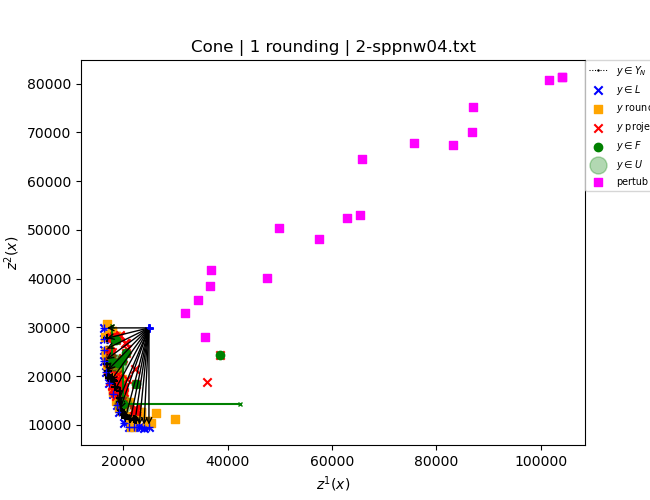 Cone | 1 rounding | 2-sppnw04.txt
80000
70000
60000
50000
40000
30000
20000
10000
z²(x)
20000 40000 60000 80000 100000
z¹(x)
y ∈ Y_N
y ∈ L
y roun
y proje
y ∈ F
y ∈ U
pertub